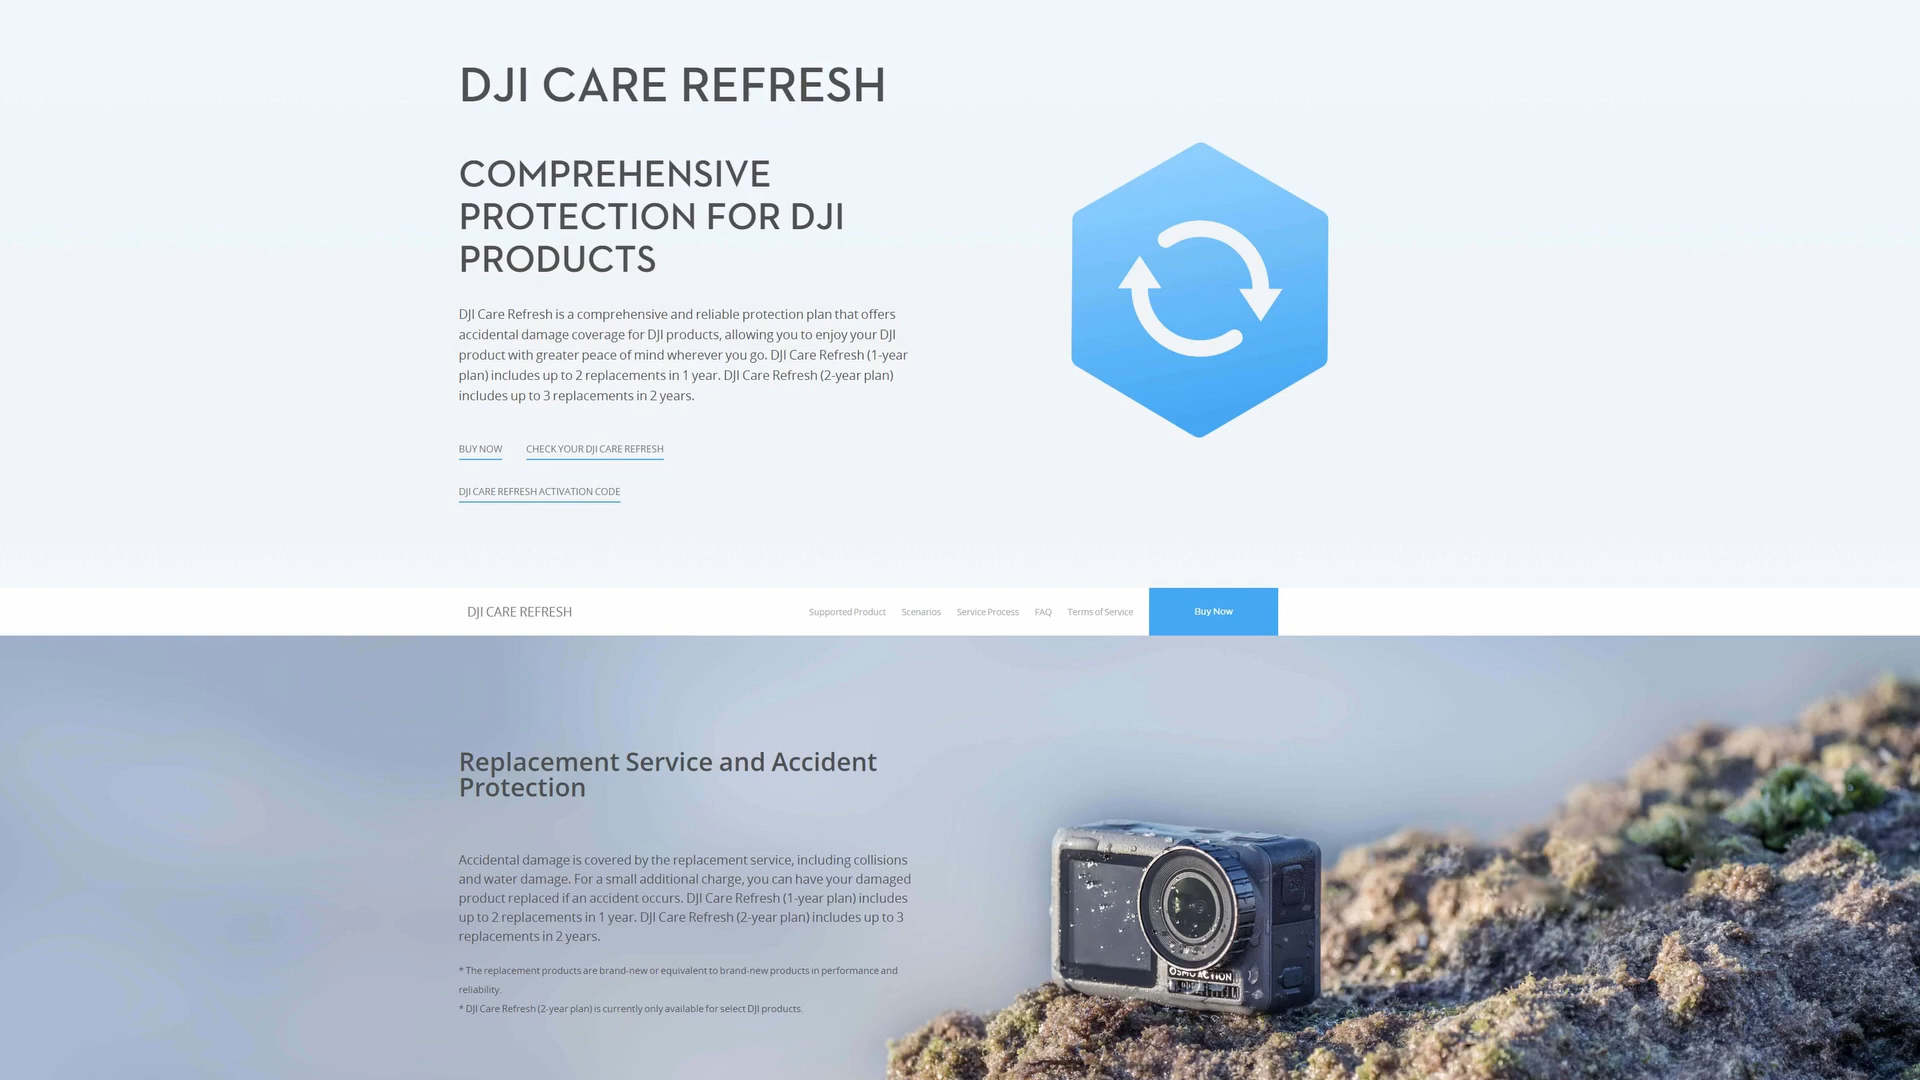 DJI CARE REFRESH
COMPREHENSIVE
PROTECTION FOR DJI
PRODUCTS
DJI Care Refresh is a comprehensive and reliable protection plan that offers
accidental damage coverage for DJI products, allowing you to enjoy your DJI
product with greater peace of mind wherever you go. DJI Care Refresh (1-year
plan) includes up to 2 replacements in 1 year. DJI Care Refresh (2-year plan)
includes up to 3 replacements in 2 years.
BUY NOW CHECK YOUR DJI CARE REFRESH
DJI CARE REFRESH ACTIVATION CODE
DJI CARE REFRESH Supported Product Scenarios Service Process FAQ Terms of Service Buy Now
Replacement Service and Accident
Protection
Accidental damage is covered by the replacement service, including collisions
and water damage. For a small additional charge, you can have your damaged
product replaced if an accident occurs. DJI Care Refresh (1-year plan) includes
up to 2 replacements in 1 year. DJI Care Refresh (2-year plan) includes up to 3
replacements in 2 years.
* The replacement products are brand-new or equivalent to brand-new products in performance and
reliability.
* DJI Care Refresh (2-year plan) is currently only available for select DJI products.
OSMO ACTION